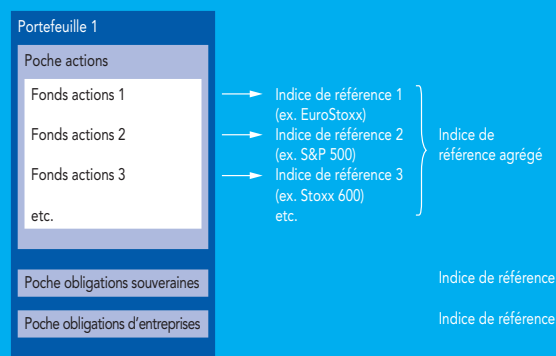 Portefeuille 1
Poche actions
Fonds actions 1
Fonds actions 2
Fonds actions 3
etc.
Indice de référence 1
(ex. EuroStoxx)
Indice de référence 2
(ex. S&P 500)
Indice de référence 3
(ex. Stoxx 600)
etc.
Indice de
référence agrégé
Poche obligations souveraines
Indice de référence
Poche obligations d'entreprises
Indice de référence